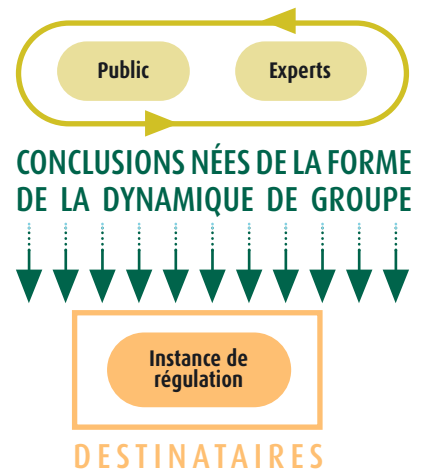 Public Experts
CONCLUSIONS NÉES DE LA FORME
DE LA DYNAMIQUE DE GROUPE
Instance de
régulation
DESTINATAIRES